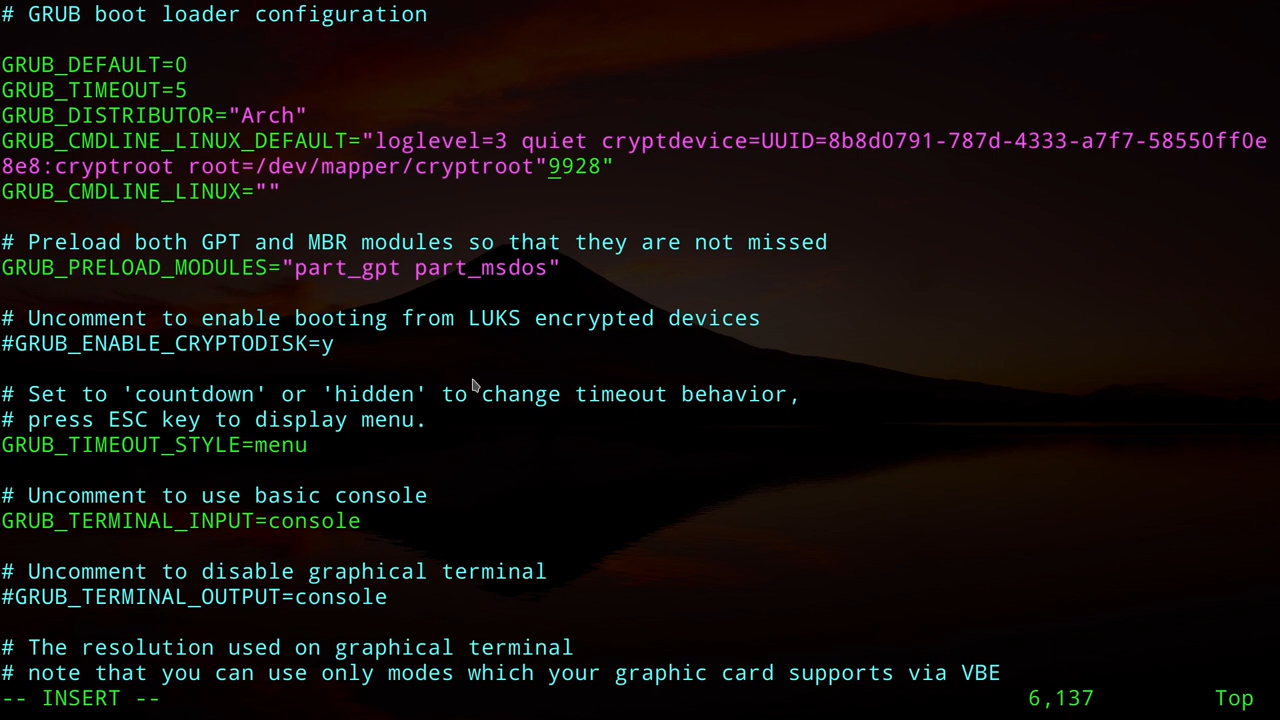 # GRUB boot loader configuration
GRUB_DEFAULT=0
GRUB_TIMEOUT=5
GRUB_DISTRIBUTOR="Arch"
GRUB_CMDLINE_LINUX_DEFAULT="loglevel=3 quiet cryptdevice=UUID=8b8d0791-787d-4333-a7f7-58550ff0e
8e8:cryptroot root=/dev/mapper/cryptroot"9928"
GRUB_CMDLINE_LINUX=""
# Preload both GPT and MBR modules so that they are not missed
GRUB_PRELOAD_MODULES="part_gpt part_msdos"
# Uncomment to enable booting from LUKS encrypted devices
#GRUB_ENABLE_CRYPTODISK=y
# Set to 'countdown' or 'hidden' to change timeout behavior,
# press ESC key to display menu.
GRUB_TIMEOUT_STYLE=menu
# Uncomment to use basic console
GRUB_TERMINAL_INPUT=console
# Uncomment to disable graphical terminal
#GRUB_TERMINAL_OUTPUT=console
# The resolution used on graphical terminal
# note that you can use only modes which your graphic card supports via VBE
-- INSERT -- 6,137 Top